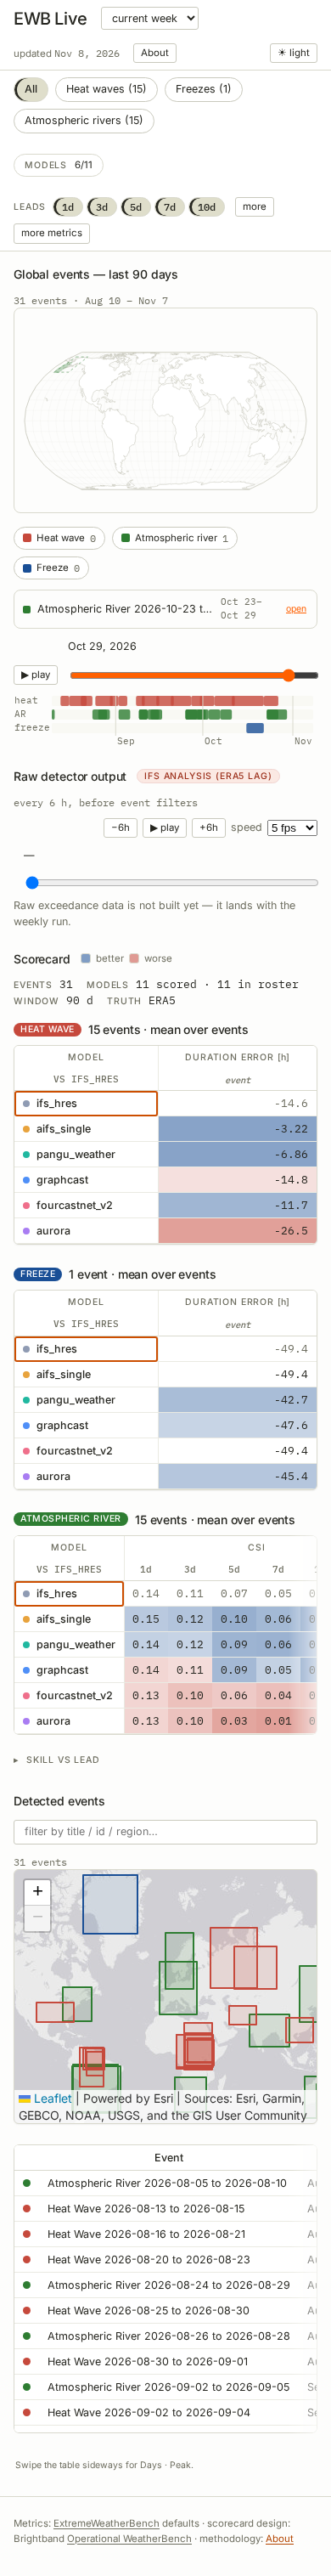 EWB Live current week
updated Nov 8, 2026 About ☀ light
All Heat waves (15) Freezes (1)
Atmospheric rivers (15)
MODELS 6/11
LEADS 1d 3d 5d 7d 10d more
more metrics
Global events — last 90 days
31 events · Aug 10 – Nov 7
Heat wave 0 Atmospheric river 1
Freeze 0
Atmospheric River 2026-10-23 t… Oct 23–
Oct 29 open
Oct 29, 2026
▶ play
heat
AR
freeze
Sep Oct Nov
Raw detector output IFS ANALYSIS (ERA5 LAG)
every 6 h, before event filters
−6h ▶ play +6h speed 5 fps
—
Raw exceedance data is not built yet — it lands with the
weekly run.
Scorecard better worse
EVENTS 31 MODELS 11 scored · 11 in roster
WINDOW 90 d TRUTH ERA5
HEAT WAVE 15 events · mean over events
MODEL DURATION ERROR [h]
VS IFS_HRES event
ifs_hres -14.6
aifs_single -3.22
pangu_weather -6.86
graphcast -14.8
fourcastnet_v2 -11.7
aurora -26.5
FREEZE 1 event · mean over events
MODEL DURATION ERROR [h]
VS IFS_HRES event
ifs_hres -49.4
aifs_single -49.4
pangu_weather -42.7
graphcast -47.6
fourcastnet_v2 -49.4
aurora -45.4
ATMOSPHERIC RIVER 15 events · mean over events
MODEL CSI
VS IFS_HRES 1d 3d 5d 7d
ifs_hres 0.14 0.11 0.07 0.05
aifs_single 0.15 0.12 0.10 0.06
pangu_weather 0.14 0.12 0.09 0.06
graphcast 0.14 0.11 0.09 0.05
fourcastnet_v2 0.13 0.10 0.06 0.04
aurora 0.13 0.10 0.03 0.01
▸ SKILL VS LEAD
Detected events
filter by title / id / region…
31 events
+
−
Leaflet | Powered by Esri | Sources: Esri, Garmin,
GEBCO, NOAA, USGS, and the GIS User Community
Event
Atmospheric River 2026-08-05 to 2026-08-10
Heat Wave 2026-08-13 to 2026-08-15
Heat Wave 2026-08-16 to 2026-08-21
Heat Wave 2026-08-20 to 2026-08-23
Atmospheric River 2026-08-24 to 2026-08-29
Heat Wave 2026-08-25 to 2026-08-30
Atmospheric River 2026-08-26 to 2026-08-28
Heat Wave 2026-08-30 to 2026-09-01
Atmospheric River 2026-09-02 to 2026-09-05
Heat Wave 2026-09-02 to 2026-09-04
Swipe the table sideways for Days · Peak.
Metrics: ExtremeWeatherBench defaults · scorecard design:
Brightband Operational WeatherBench · methodology: About